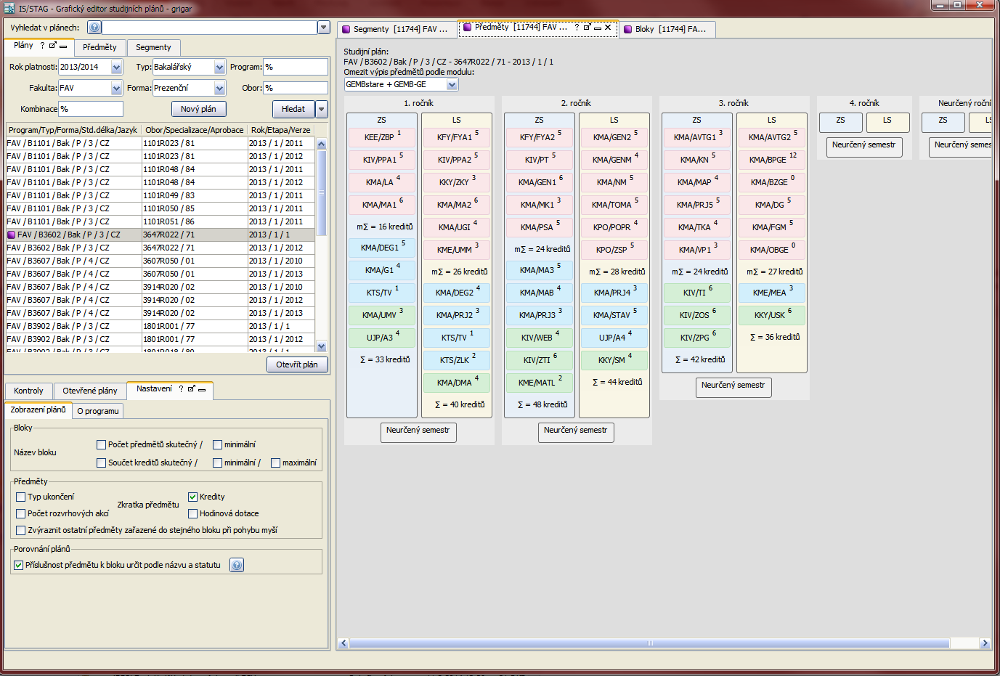 IS/STAG - Grafický editor studijních plánů - grigar
Vyhledat v plánech:
Plány ?
Předměty
Segmenty
Rok platnosti: 2013/2014 Typ: Bakalářský Program: %
Fakulta: FAV Forma: Prezenční Obor: %
Kombinace % Nový plán Hledat
Program/Typ/Forma/Std.délka/Jazyk Obor/Specializace/Aprobace Rok/Etapa/Verze
FAV / B1101 / Bak / P / 3 / CZ 1101R023 / 81 2013 / 1 / 2011
FAV / B1101 / Bak / P / 3 / CZ 1101R023 / 81 2013 / 1 / 2012
FAV / B1101 / Bak / P / 3 / CZ 1101R048 / 84 2013 / 1 / 2011
FAV / B1101 / Bak / P / 3 / CZ 1101R048 / 84 2013 / 1 / 2012
FAV / B1101 / Bak / P / 3 / CZ 1101R049 / 83 2013 / 1 / 2011
FAV / B1101 / Bak / P / 3 / CZ 1101R050 / 85 2013 / 1 / 2011
FAV / B1101 / Bak / P / 3 / CZ 1101R051 / 86 2013 / 1 / 2011
FAV / B3602 / Bak / P / 3 / CZ 3647R022 / 71 2013 / 1 / 1
FAV / B3602 / Bak / P / 3 / CZ 3647R022 / 71 2013 / 1 / 2012
FAV / B3607 / Bak / P / 4 / CZ 3607R050 / 01 2013 / 1 / 2010
FAV / B3607 / Bak / P / 4 / CZ 3607R050 / 01 2013 / 1 / 2013
FAV / B3607 / Bak / P / 4 / CZ 3914R020 / 02 2013 / 1 / 2010
FAV / B3607 / Bak / P / 4 / CZ 3914R020 / 02 2013 / 1 / 2012
FAV / B3607 / Bak / P / 4 / CZ 3914R020 / 02 2013 / 1 / 2013
FAV / B3902 / Bak / P / 3 / CZ 1801R001 / 77 2013 / 1 / 1
FAV / B3902 / Bak / P / 3 / CZ 1801R001 / 77 2013 / 1 / 2012
Otevřít plán
Kontroly
Otevřené plány
Nastavení ?
Zobrazení plánů
O programu
Bloky
Název bloku
Počet předmětů skutečný / minimální
Součet kreditů skutečný / minimální / maximální
Předměty
Typ ukončení
Zkratka předmětu
Kredity
Počet rozvrhových akcí
Hodinová dotace
Zvýraznit ostatní předměty zařazené do stejného bloku při pohybu myší
Porovnání plánů
Příslušnost předmětu k bloku určit podle názvu a statutu
Segmenty [11744] FAV ...
Předměty [11744] FAV ... ?
Bloky [11744] FA...
Studijní plán:
FAV / B3602 / Bak / P / 3 / CZ - 3647R022 / 71 - 2013 / 1 / 1
Omezit výpis předmětů podle modulu:
GEMBstare + GEMB-GE
1. ročník
ZS
KEE/ZBP 1
KIV/PPA1 5
KMA/LA 4
KMA/MA1 6
m∑ = 16 kreditů
KMA/DEG1 5
KMA/G1 4
KTS/TV 1
KMA/UMV 3
UJP/A3 4
∑ = 33 kreditů
LS
KFY/FYA1 5
KIV/PPA2 5
KKY/ZKY 3
KMA/MA2 6
KMA/UGI 4
KME/UMM 3
m∑ = 26 kreditů
KMA/DEG2 4
KMA/PRJ2 3
KTS/TV 1
KTS/ZLK 2
KMA/DMA 4
∑ = 40 kreditů
Neurčený semestr
2. ročník
ZS
KFY/FYA2 5
KIV/PT 5
KMA/GEN1 6
KMA/MK1 3
KMA/PSA 5
m∑ = 24 kreditů
KMA/MA3 5
KMA/MAB 4
KMA/PRJ3 3
KIV/WEB 4
KIV/ZTI 6
KME/MATL 2
∑ = 48 kreditů
LS
KMA/GEN2 5
KMA/GENM 4
KMA/NM 5
KMA/TOMA 5
KPO/POPR 4
KPO/ZSP 5
m∑ = 28 kreditů
KMA/PRJ4 3
KMA/STAV 5
UJP/A4 4
KKY/SM 4
∑ = 44 kreditů
Neurčený semestr
3. ročník
ZS
KMA/AVTG1 3
KMA/KN 5
KMA/MAP 4
KMA/PRJ5 5
KMA/TKA 4
KMA/VP1 3
m∑ = 24 kreditů
KIV/TI 6
KIV/ZOS 6
KIV/ZPG 6
∑ = 42 kreditů
LS
KMA/AVTG2 5
KMA/BPGE 12
KMA/BZGE 0
KMA/DG 5
KMA/FGM 5
KMA/OBGE 0
m∑ = 27 kreditů
KME/MEA 3
KKY/USK 6
∑ = 36 kreditů
Neurčený semestr
4. ročník
ZS
LS
Neurčený semestr
Neurčený roční
ZS
LS
Neurčený semes